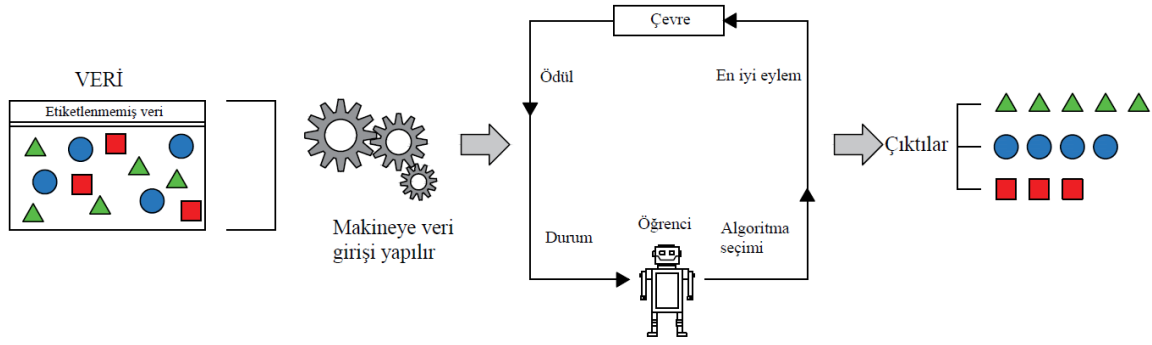 VERİ
Etiketlenmemiş veri
Makineye veri
girişi yapılır
Çevre
Ödül
En iyi eylem
Durum
Öğrenci
Algoritma
seçimi
Çıktılar